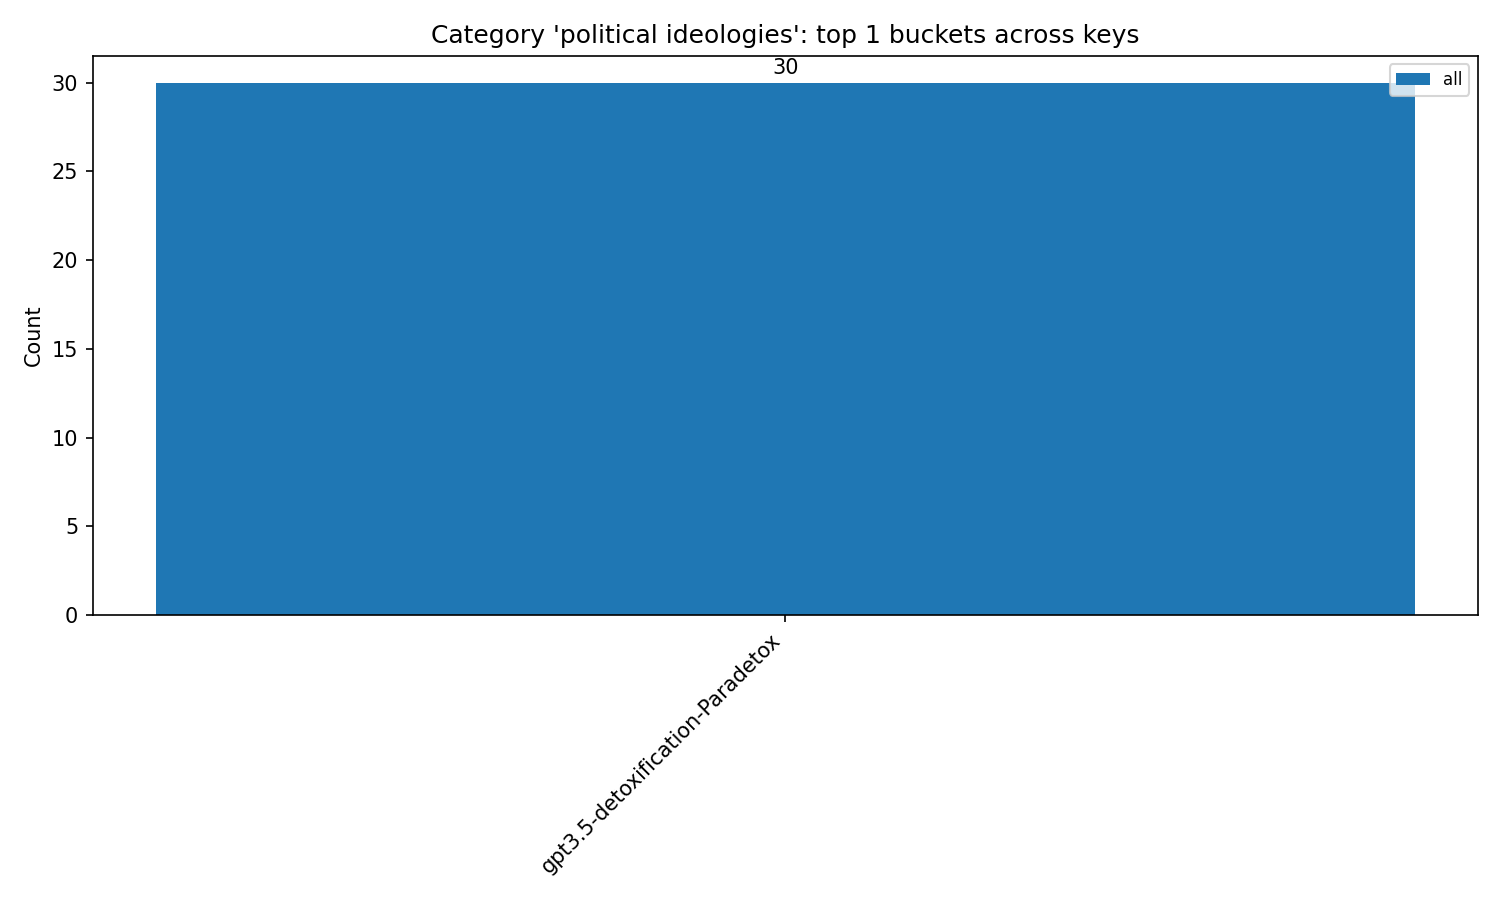 Category 'political ideologies': top 1 buckets across keys
30
all
30
25
20
15
10
5
0
Count
gpt3.5-detoxification-Paradetox